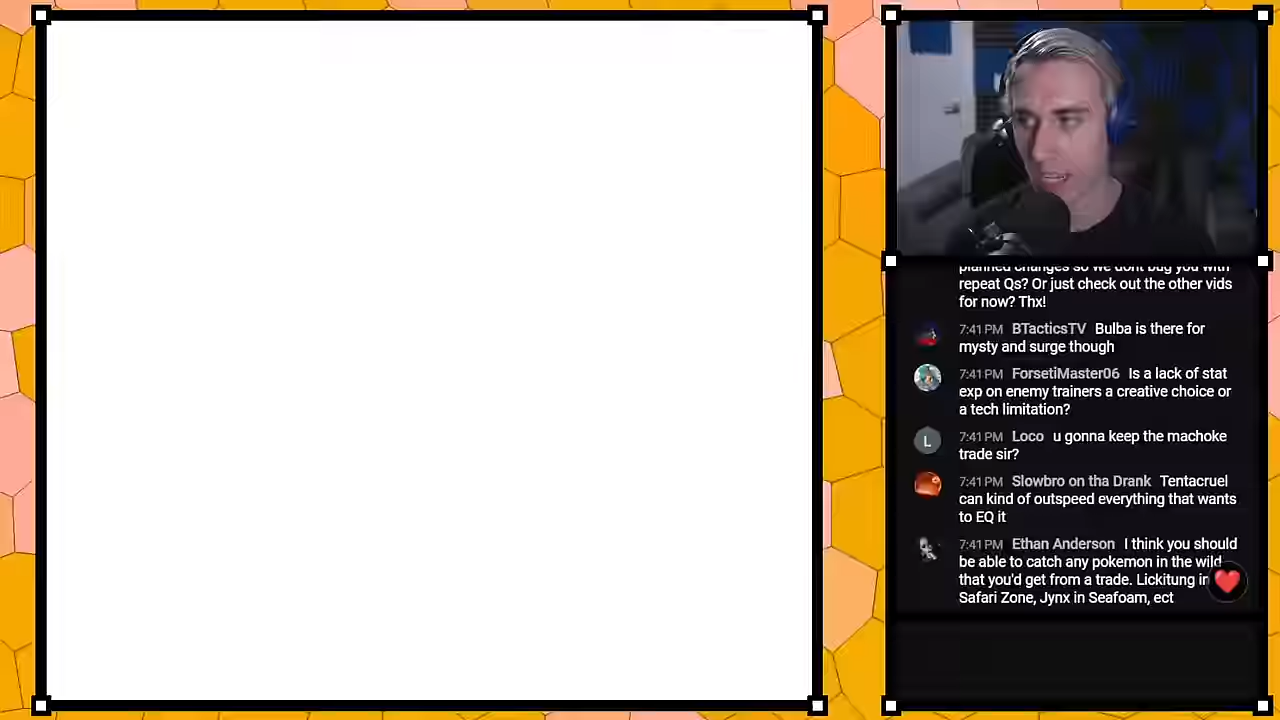 planned changes so we dont bug you with
repeat Qs? Or just check out the other vids
for now? Thx!
7:41 PM BTacticsTV Bulba is there for
mysty and surge though
7:41 PM ForsetiMaster06 Is a lack of stat
exp on enemy trainers a creative choice or
a tech limitation?
L
7:41 PM Loco u gonna keep the machoke
trade sir?
7:41 PM Slowbro on tha Drank Tentacruel
can kind of outspeed everything that wants
to EQ it
7:41 PM Ethan Anderson I think you should
be able to catch any pokemon in the wild
that you'd get from a trade. Lickitung in
Safari Zone, Jynx in Seafoam, ect